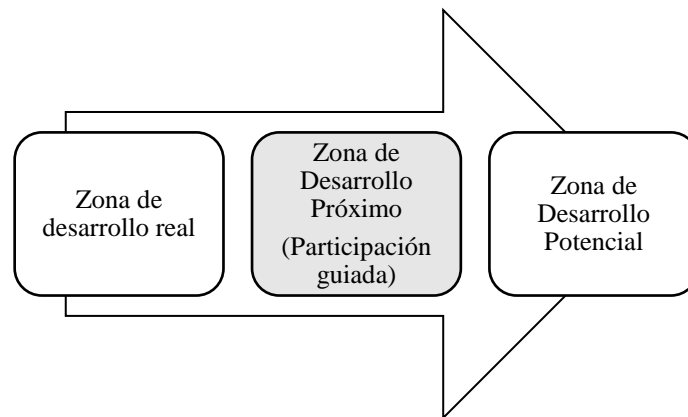 Zona de
desarrollo real
Zona de
Desarrollo
Próximo
(Participación
guiada)
Zona de
Desarrollo
Potencial